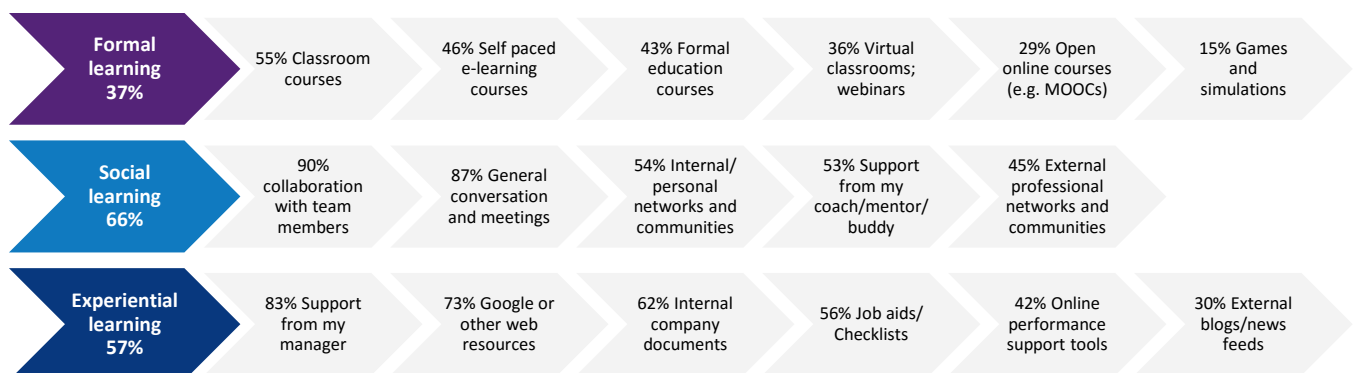 Formal
learning
37%
55% Classroom
courses
46% Self paced
e-learning
courses
43% Formal
education
courses
36% Virtual
classrooms;
webinars
29% Open
online courses
(e.g. MOOCs)
15% Games
and
simulations
Social
learning
66%
90%
collaboration
with team
members
87% General
conversation
and meetings
54% Internal/
personal
networks and
communities
53% Support
from my
coach/mentor/
buddy
45% External
professional
networks and
communities
Experiential
learning
57%
83% Support
from my
manager
73% Google or
other web
resources
62% Internal
company
documents
56% Job aids/
Checklists
42% Online
performance
support tools
30% External
blogs/news
feeds